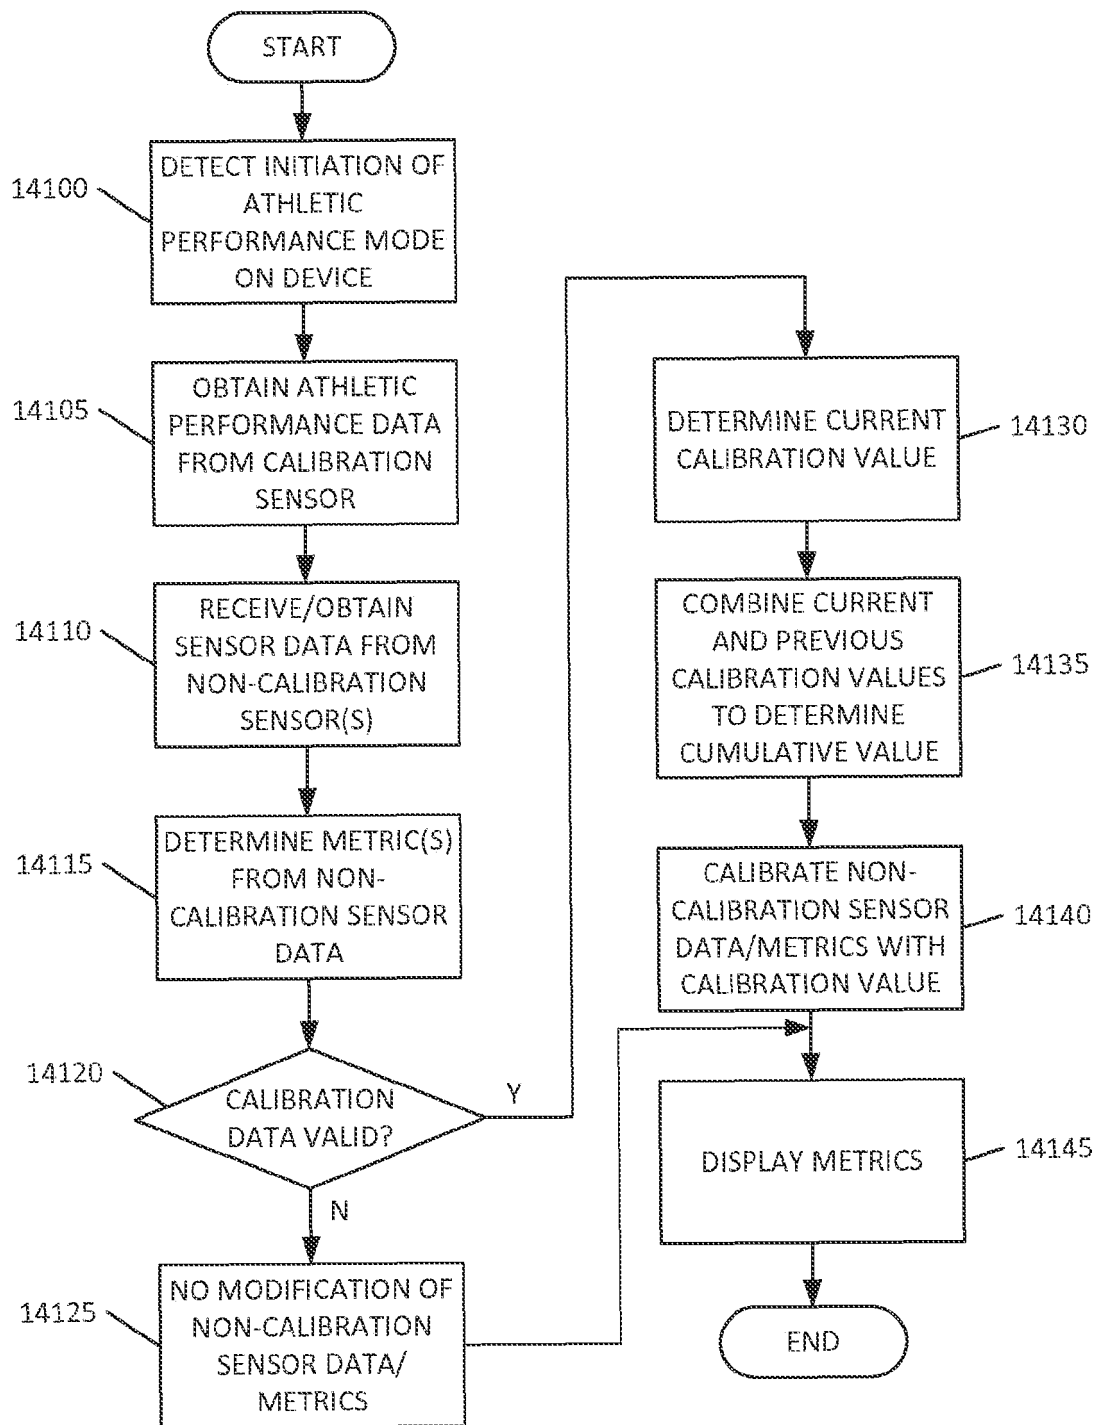 START
14100
DETECT INITIATION OF
ATHLETIC
PERFORMANCE MODE
ON DEVICE
14105
OBTAIN ATHLETIC
PERFORMANCE DATA
FROM CALIBRATION
SENSOR
14110
RECEIVE/OBTAIN
SENSOR DATA FROM
NON-CALIBRATION
SENSOR(S)
14115
DETERMINE METRIC(S)
FROM NON-
CALIBRATION SENSOR
DATA
14120
CALIBRATION
DATA VALID?
Y
N
14125
NO MODIFICATION OF
NON-CALIBRATION
SENSOR DATA/
METRICS
DETERMINE CURRENT
CALIBRATION VALUE
14130
COMBINE CURRENT
AND PREVIOUS
CALIBRATION VALUES
TO DETERMINE
CUMULATIVE VALUE
14135
CALIBRATE NON-
CALIBRATION SENSOR
DATA/METRICS WITH
CALIBRATION VALUE
14140
DISPLAY METRICS
14145
END